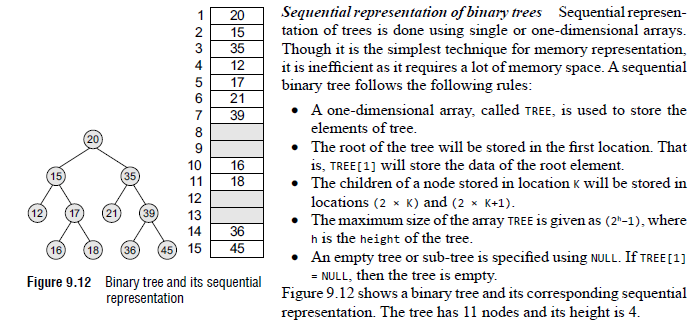 20
15 35
12 17 21 39
16 18 36 45
1 20
2 15
3 35
4 12
5 17
6 21
7 39
8
9
10 16
11 18
12
13
14 36
15 45
Figure 9.12 Binary tree and its sequential
representation
Sequential representation of binary trees Sequential represen-
tation of trees is done using single or one-dimensional arrays.
Though it is the simplest technique for memory representation,
it is inefficient as it requires a lot of memory space. A sequential
binary tree follows the following rules:
• A one-dimensional array, called TREE, is used to store the
elements of tree.
• The root of the tree will be stored in the first location. That
is, TREE[1] will store the data of the root element.
• The children of a node stored in location K will be stored in
locations (2 × K) and (2 × K+1).
• The maximum size of the array TREE is given as (2ʰ–1), where
h is the height of the tree.
• An empty tree or sub-tree is specified using NULL. If TREE[1]
= NULL, then the tree is empty.
Figure 9.12 shows a binary tree and its corresponding sequential
representation. The tree has 11 nodes and its height is 4.